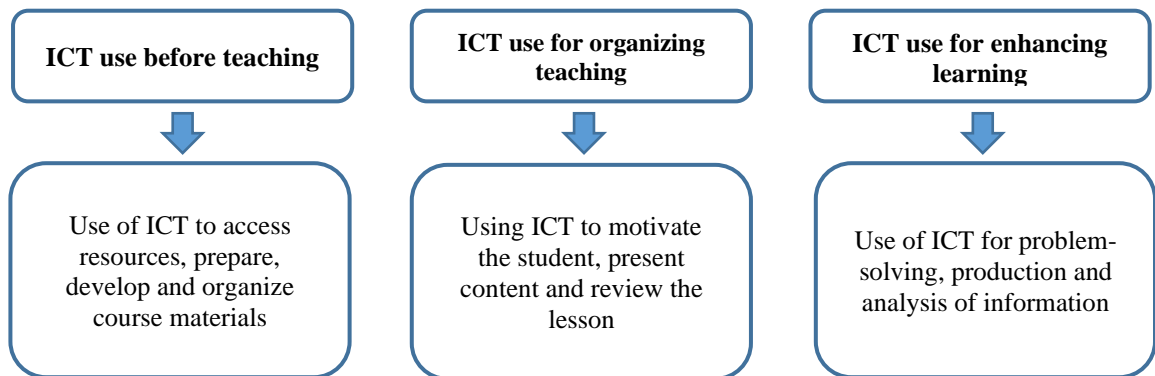 ICT use before teaching
ICT use for organizing
teaching
ICT use for enhancing
learning
Use of ICT to access
resources, prepare,
develop and organize
course materials
Using ICT to motivate
the student, present
content and review the
lesson
Use of ICT for problem-
solving, production and
analysis of information